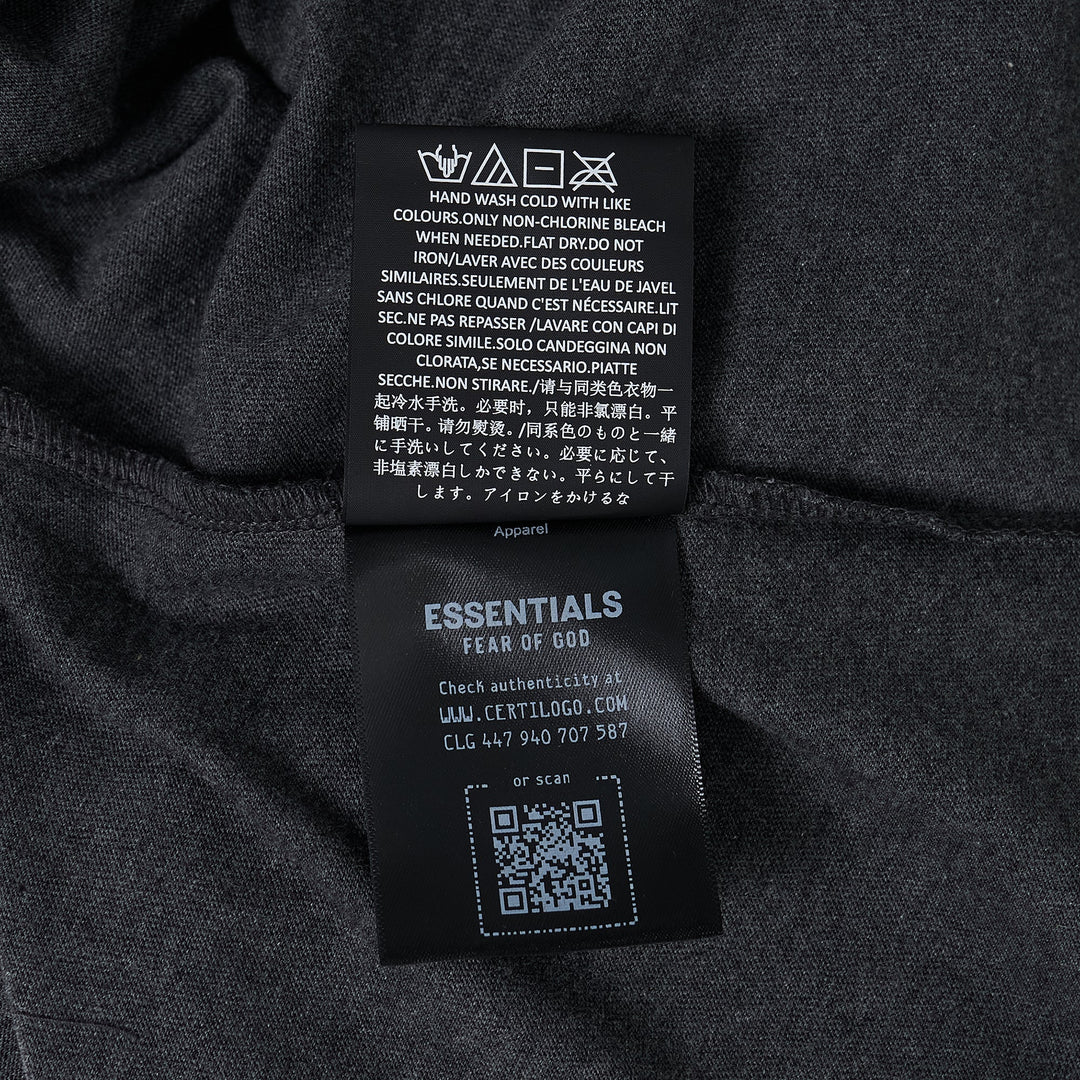 HAND WASH COLD WITH LIKE
COLOURS.ONLY NON-CHLORINE BLEACH
WHEN NEEDED.FLAT DRY.DO NOT
IRON/LAVER AVEC DES COULEURS
SIMILAIRES.SEULEMENT DE L'EAU DE JAVEL
SANS CHLORE QUAND C'EST NÉCESSAIRE.LIT
SEC.NE PAS REPASSER /LAVARE CON CAPI DI
COLORE SIMILE.SOLO CANDEGGINA NON
CLORATA,SE NECESSARIO.PIATTE
SECCHE.NON STIRARE./请与同类色衣物一
起冷水手洗。必要时，只能非氯漂白。平
铺晒干。请勿熨烫。/同系色のものと一緒
に手洗いしてください。必要に応じて、
非塩素漂白しかできない。平らにして干
します。アイロンをかけるな
Apparel
ESSENTIALS
FEAR OF GOD
Check authenticity at
WWW.CERTILOGO.COM
CLG 447 940 707 587
or scan